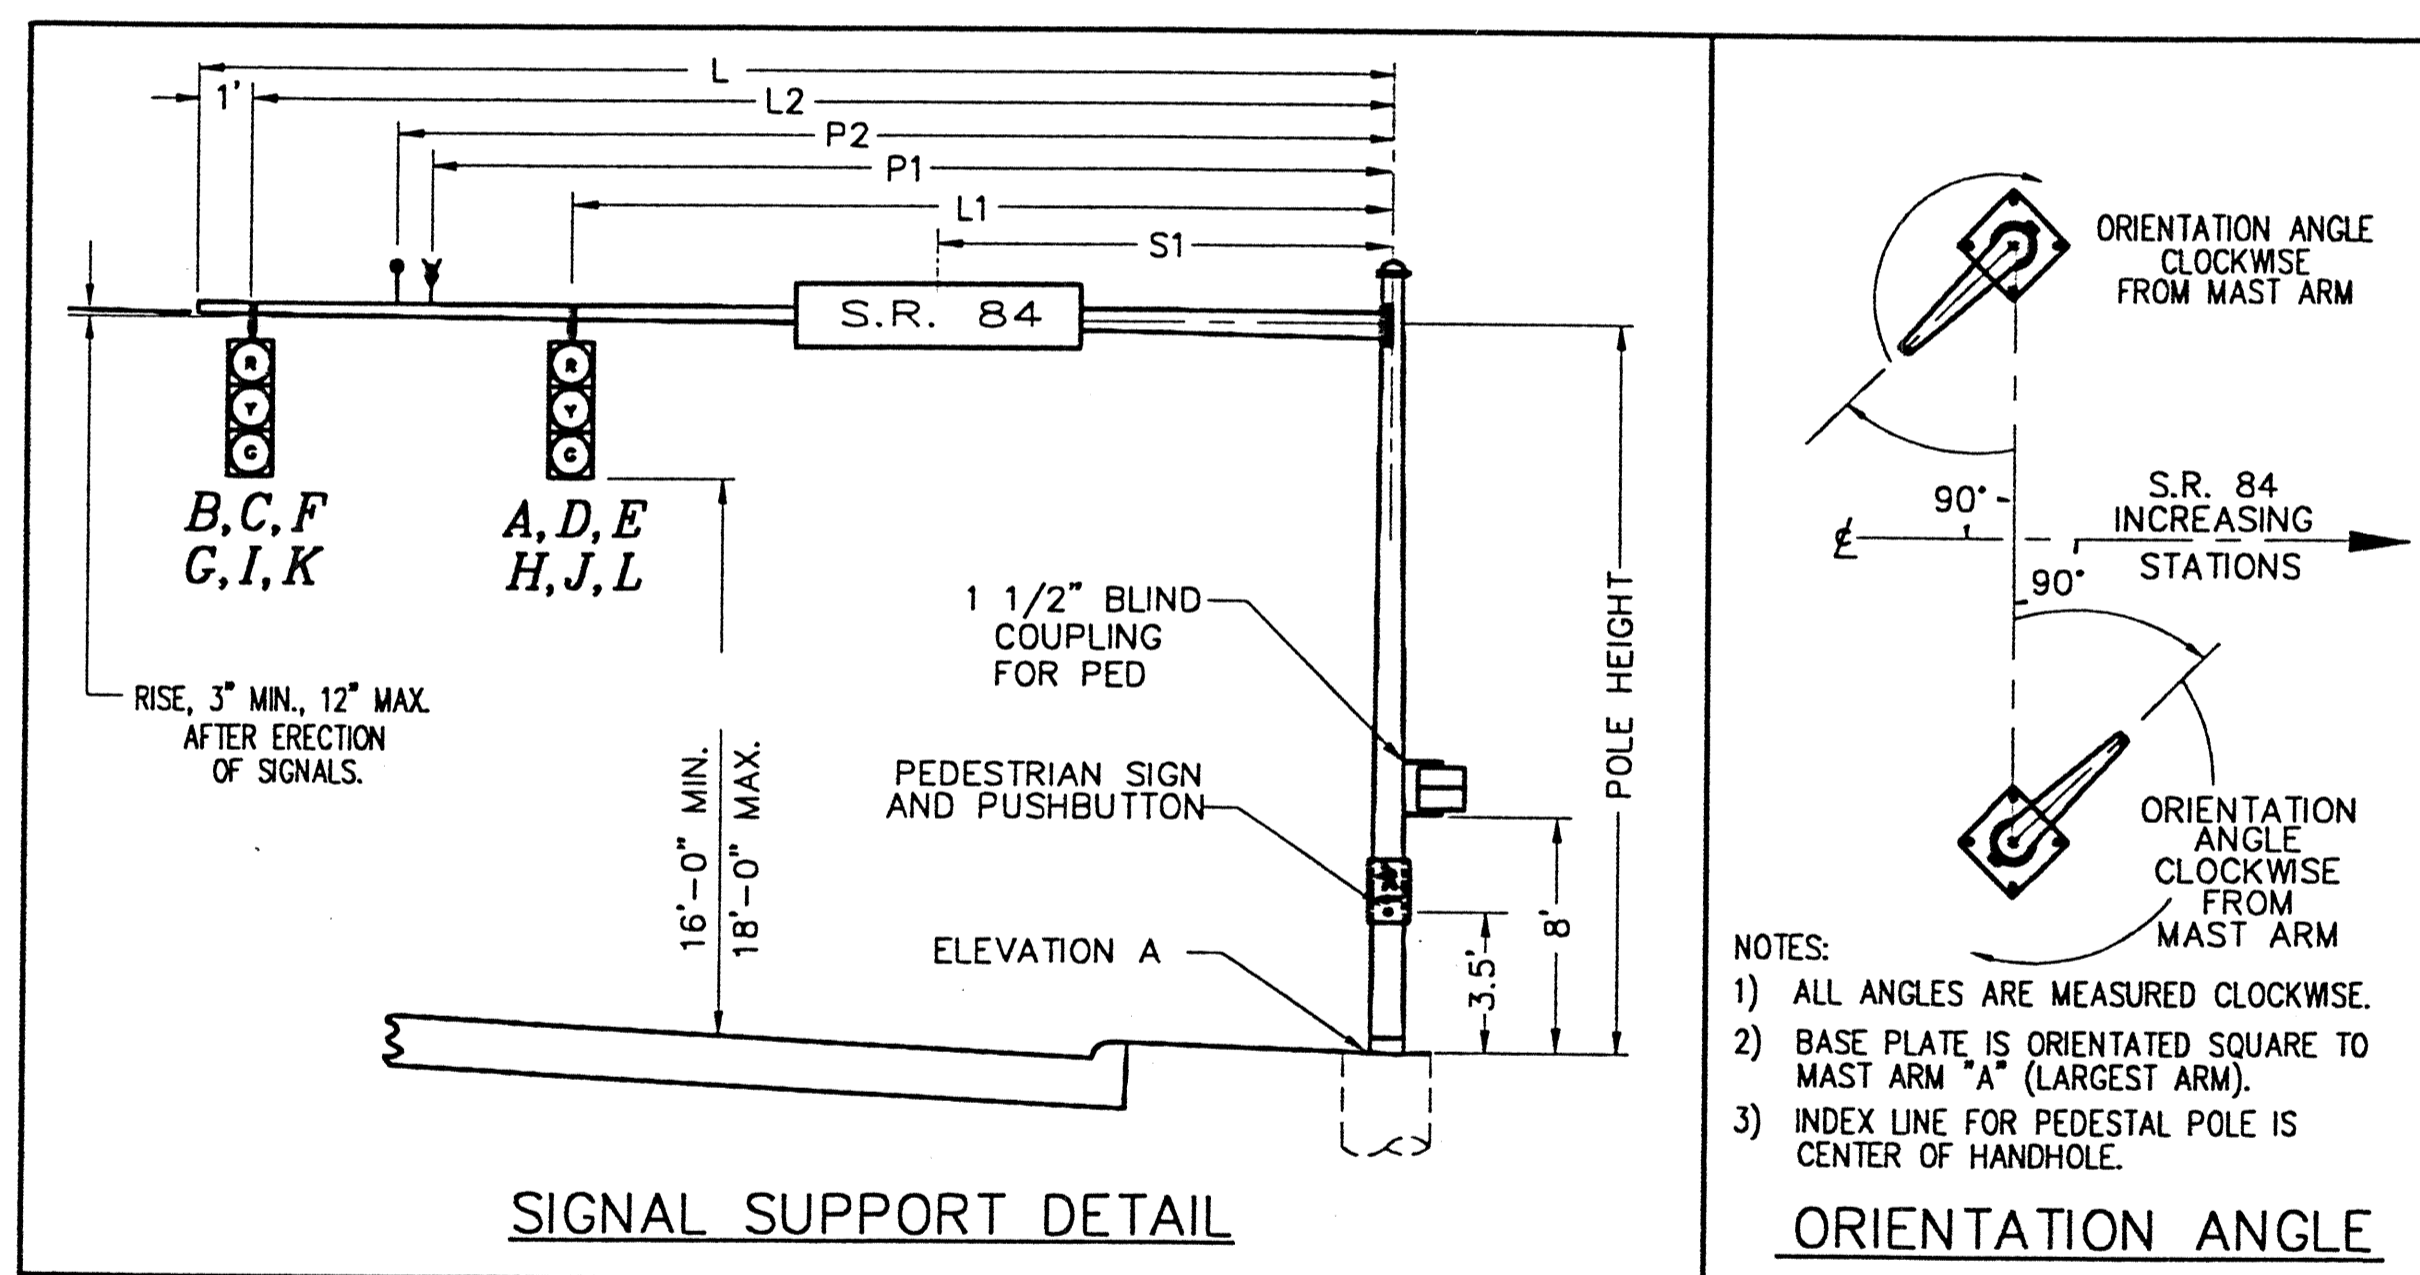 L
1'
L2
P2
P1
L1
S1
S.R. 84
R
Y
G
R
Y
G
B, C, F
G, I, K
A, D, E
H, J, L
RISE, 3" MIN., 12" MAX.
AFTER ERECTION
OF SIGNALS.
16'-0" MIN.
18'-0" MAX.
1 1/2" BLIND
COUPLING
FOR PED
PEDESTRIAN SIGN
AND PUSHBUTTON
ELEVATION A
3.5'
8'
POLE HEIGHT
SIGNAL SUPPORT DETAIL
ORIENTATION ANGLE
CLOCKWISE
FROM MAST ARM
90°
S.R. 84
INCREASING
STATIONS
℄
90°
ORIENTATION
ANGLE
CLOCKWISE
FROM
MAST ARM
NOTES:
1) ALL ANGLES ARE MEASURED CLOCKWISE.
2) BASE PLATE IS ORIENTATED SQUARE TO
MAST ARM "A" (LARGEST ARM).
3) INDEX LINE FOR PEDESTAL POLE IS
CENTER OF HANDHOLE.
ORIENTATION ANGLE